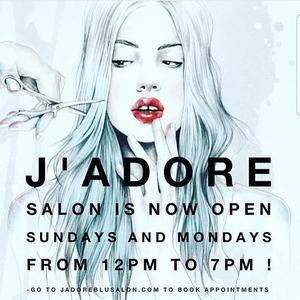 J'ADORE
SALON IS NOW OPEN
SUNDAYS AND MONDAYS
FROM 12PM TO 7PM !
-GO TO JADOREBLUSALON.COM TO BOOK APPOINTMENTS